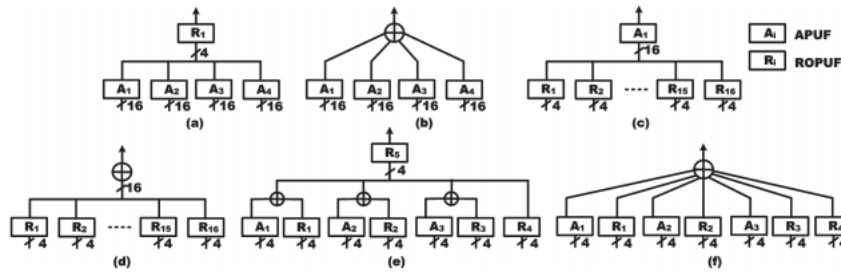 R1
4
A1 A2 A3 A4
16 16 16 16
(a)
A1 A2 A3 A4
16 16 16 16
(b)
A1
16
R1 R2 R15 R16
4 4 4 4
(c)
Ai APUF
Ri ROPUF
16
R1 R2 R15 R16
4 4 4 4
(d)
R5
4
A1 R1 A2 R2 A3 R3 R4
4 4 4 4 4 4 4
(e)
A1 R1 A2 R2 A3 R3 R4
4 4 4 4 4 4 4
(f)